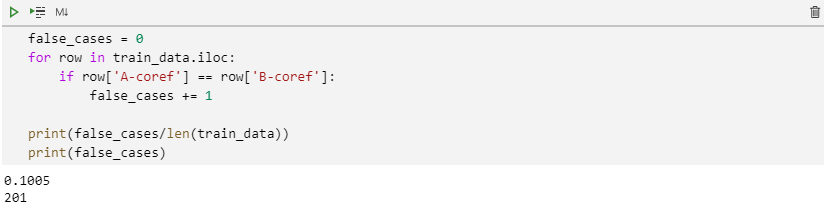 M↓
false_cases = 0
for row in train_data.iloc:
    if row['A-coref'] == row['B-coref']:
        false_cases += 1

print(false_cases/len(train_data))
print(false_cases)
0.1005
201